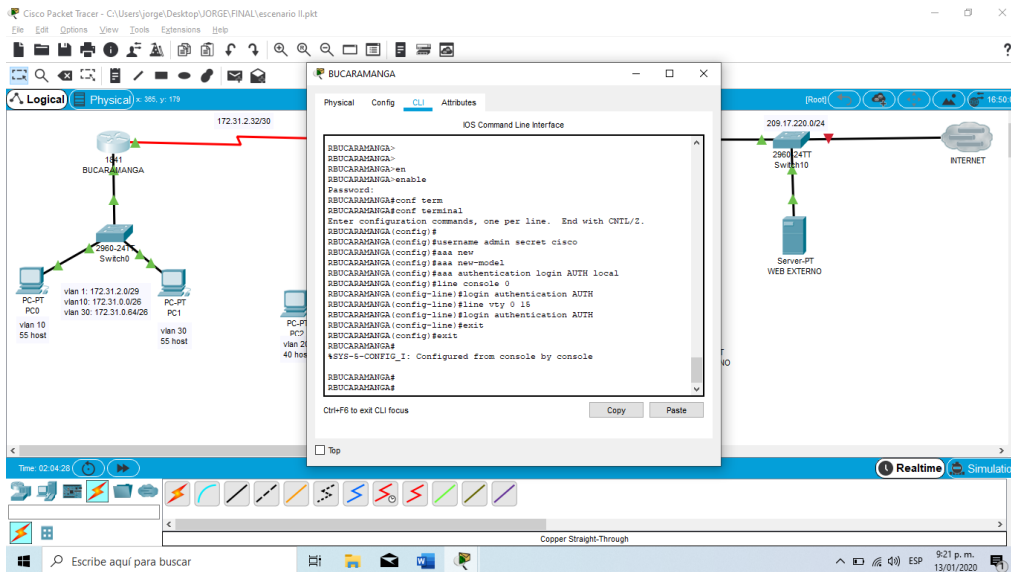 Cisco Packet Tracer - C:\Users\jorge\Desktop\JORGE\FINAL\escenario II.pkt
File Edit Options View Tools Extensions Help
Logical
Physical
x: 365, y: 179
[Root]
16:50:
172.31.2.32/30
1841
BUCARAMANGA
2960-24TT
Switch0
PC-PT
PC0
vlan 10
55 host
vlan 1: 172.31.2.0/29
vlan10: 172.31.0.0/26
vlan 30: 172.31.0.64/26
PC-PT
PC1
vlan 30
55 host
PC-PT
PC2
vlan 20
40 hos
BUCARAMANGA
Physical Config CLI Attributes
IOS Command Line Interface
RBUCARAMANGA>
RBUCARAMANGA>
RBUCARAMANGA>en
RBUCARAMANGA>enable
Password:
RBUCARAMANGA#conf term
RBUCARAMANGA#conf terminal
Enter configuration commands, one per line. End with CNTL/Z.
RBUCARAMANGA(config)#
RBUCARAMANGA(config)#username admin secret cisco
RBUCARAMANGA(config)#aaa new
RBUCARAMANGA(config)#aaa new-model
RBUCARAMANGA(config)#aaa authentication login AUTH local
RBUCARAMANGA(config)#line console 0
RBUCARAMANGA(config-line)#login authentication AUTH
RBUCARAMANGA(config-line)#line vty 0 15
RBUCARAMANGA(config-line)#login authentication AUTH
RBUCARAMANGA(config-line)#exit
RBUCARAMANGA(config)#exit
RBUCARAMANGA#
%SYS-5-CONFIG_I: Configured from console by console
RBUCARAMANGA#
RBUCARAMANGA#
Ctrl+F6 to exit CLI focus
Copy
Paste
Top
209.17.220.0/24
2960-24TT
Switch10
INTERNET
Server-PT
WEB EXTERNO
NO
Time: 02:04:28
Realtime
Simulatio
Copper Straight-Through
Escribe aquí para buscar
ESP
9:21 p. m.
13/01/2020